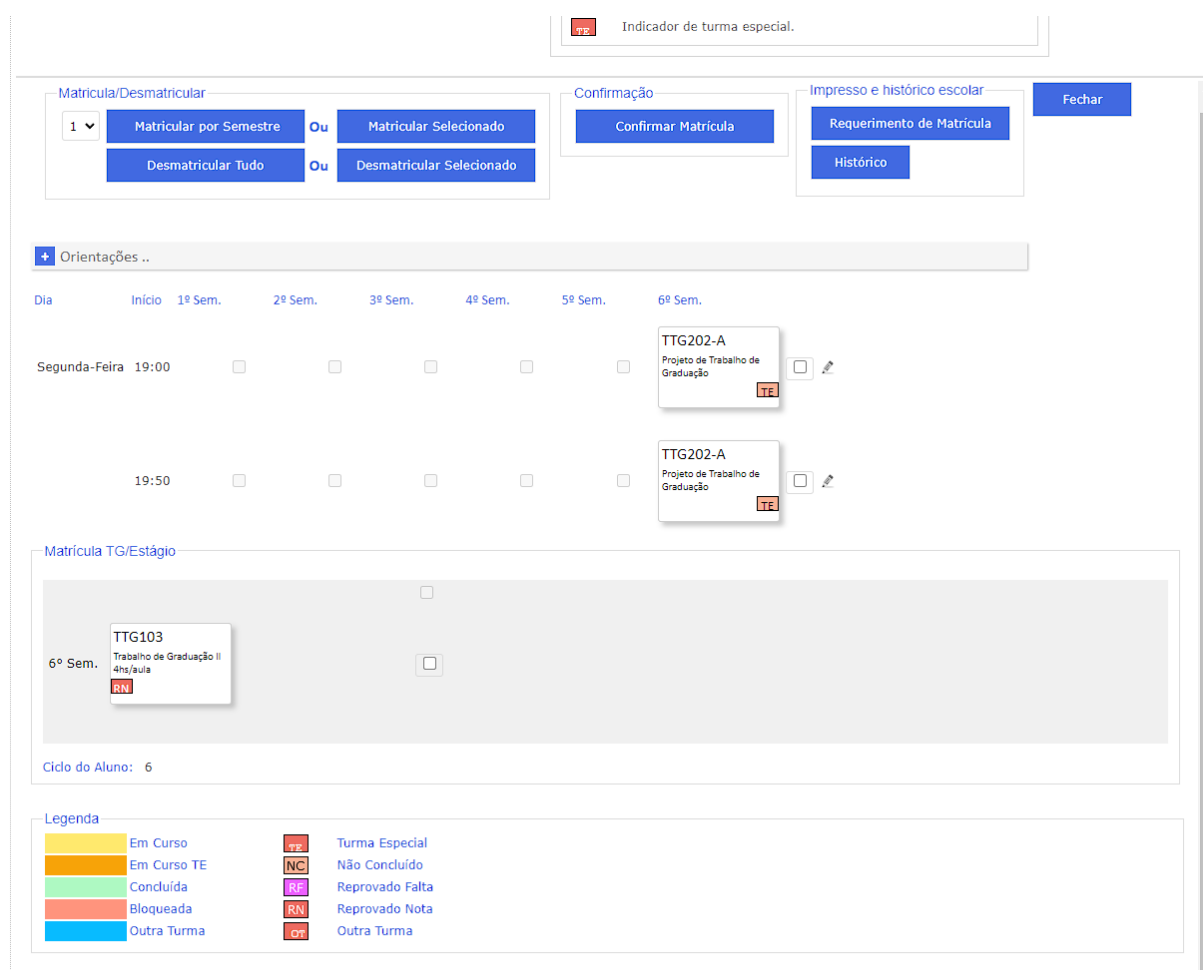 TE Indicador de turma especial.
Matricula/Desmatricular
1 Matricular por Semestre Ou Matricular Selecionado
Desmatricular Tudo Ou Desmatricular Selecionado
Confirmação
Confirmar Matrícula
Impresso e histórico escolar
Requerimento de Matrícula
Histórico
Fechar
+ Orientações ..
Dia Início 1º Sem. 2º Sem. 3º Sem. 4º Sem. 5º Sem. 6º Sem.
Segunda-Feira 19:00
TTG202-A
Projeto de Trabalho de
Graduação
TE
19:50
TTG202-A
Projeto de Trabalho de
Graduação
TE
Matrícula TG/Estágio
6º Sem.
TTG103
Trabalho de Graduação II
4hs/aula
RN
Ciclo do Aluno: 6
Legenda
Em Curso TE Turma Especial
Em Curso TE NC Não Concluído
Concluída RF Reprovado Falta
Bloqueada RN Reprovado Nota
Outra Turma OT Outra Turma